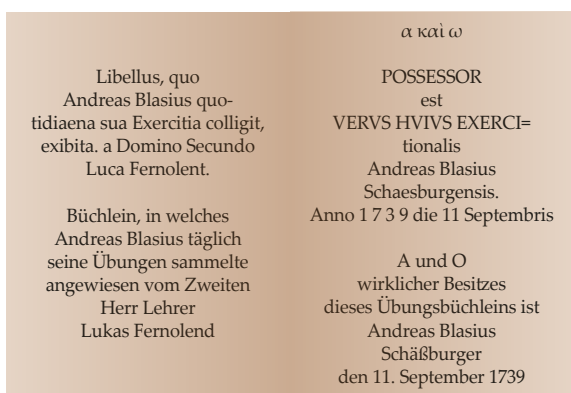 Libellus, quo
Andreas Blasius quo-
tidiaena sua Exercitia colligit,
exibita. a Domino Secundo
Luca Fernolent.
Büchlein, in welches
Andreas Blasius täglich
seine Übungen sammelte
angewiesen vom Zweiten
Herr Lehrer
Lukas Fernolend
α καὶ ω
POSSESSOR
est
VERVS HVIVS EXERCI=
tionalis
Andreas Blasius
Schaesburgensis.
Anno 1 7 3 9 die 11 Septembris
A und O
wirklicher Besitzes
dieses Übungsbüchleins ist
Andreas Blasius
Schäßburger
den 11. September 1739